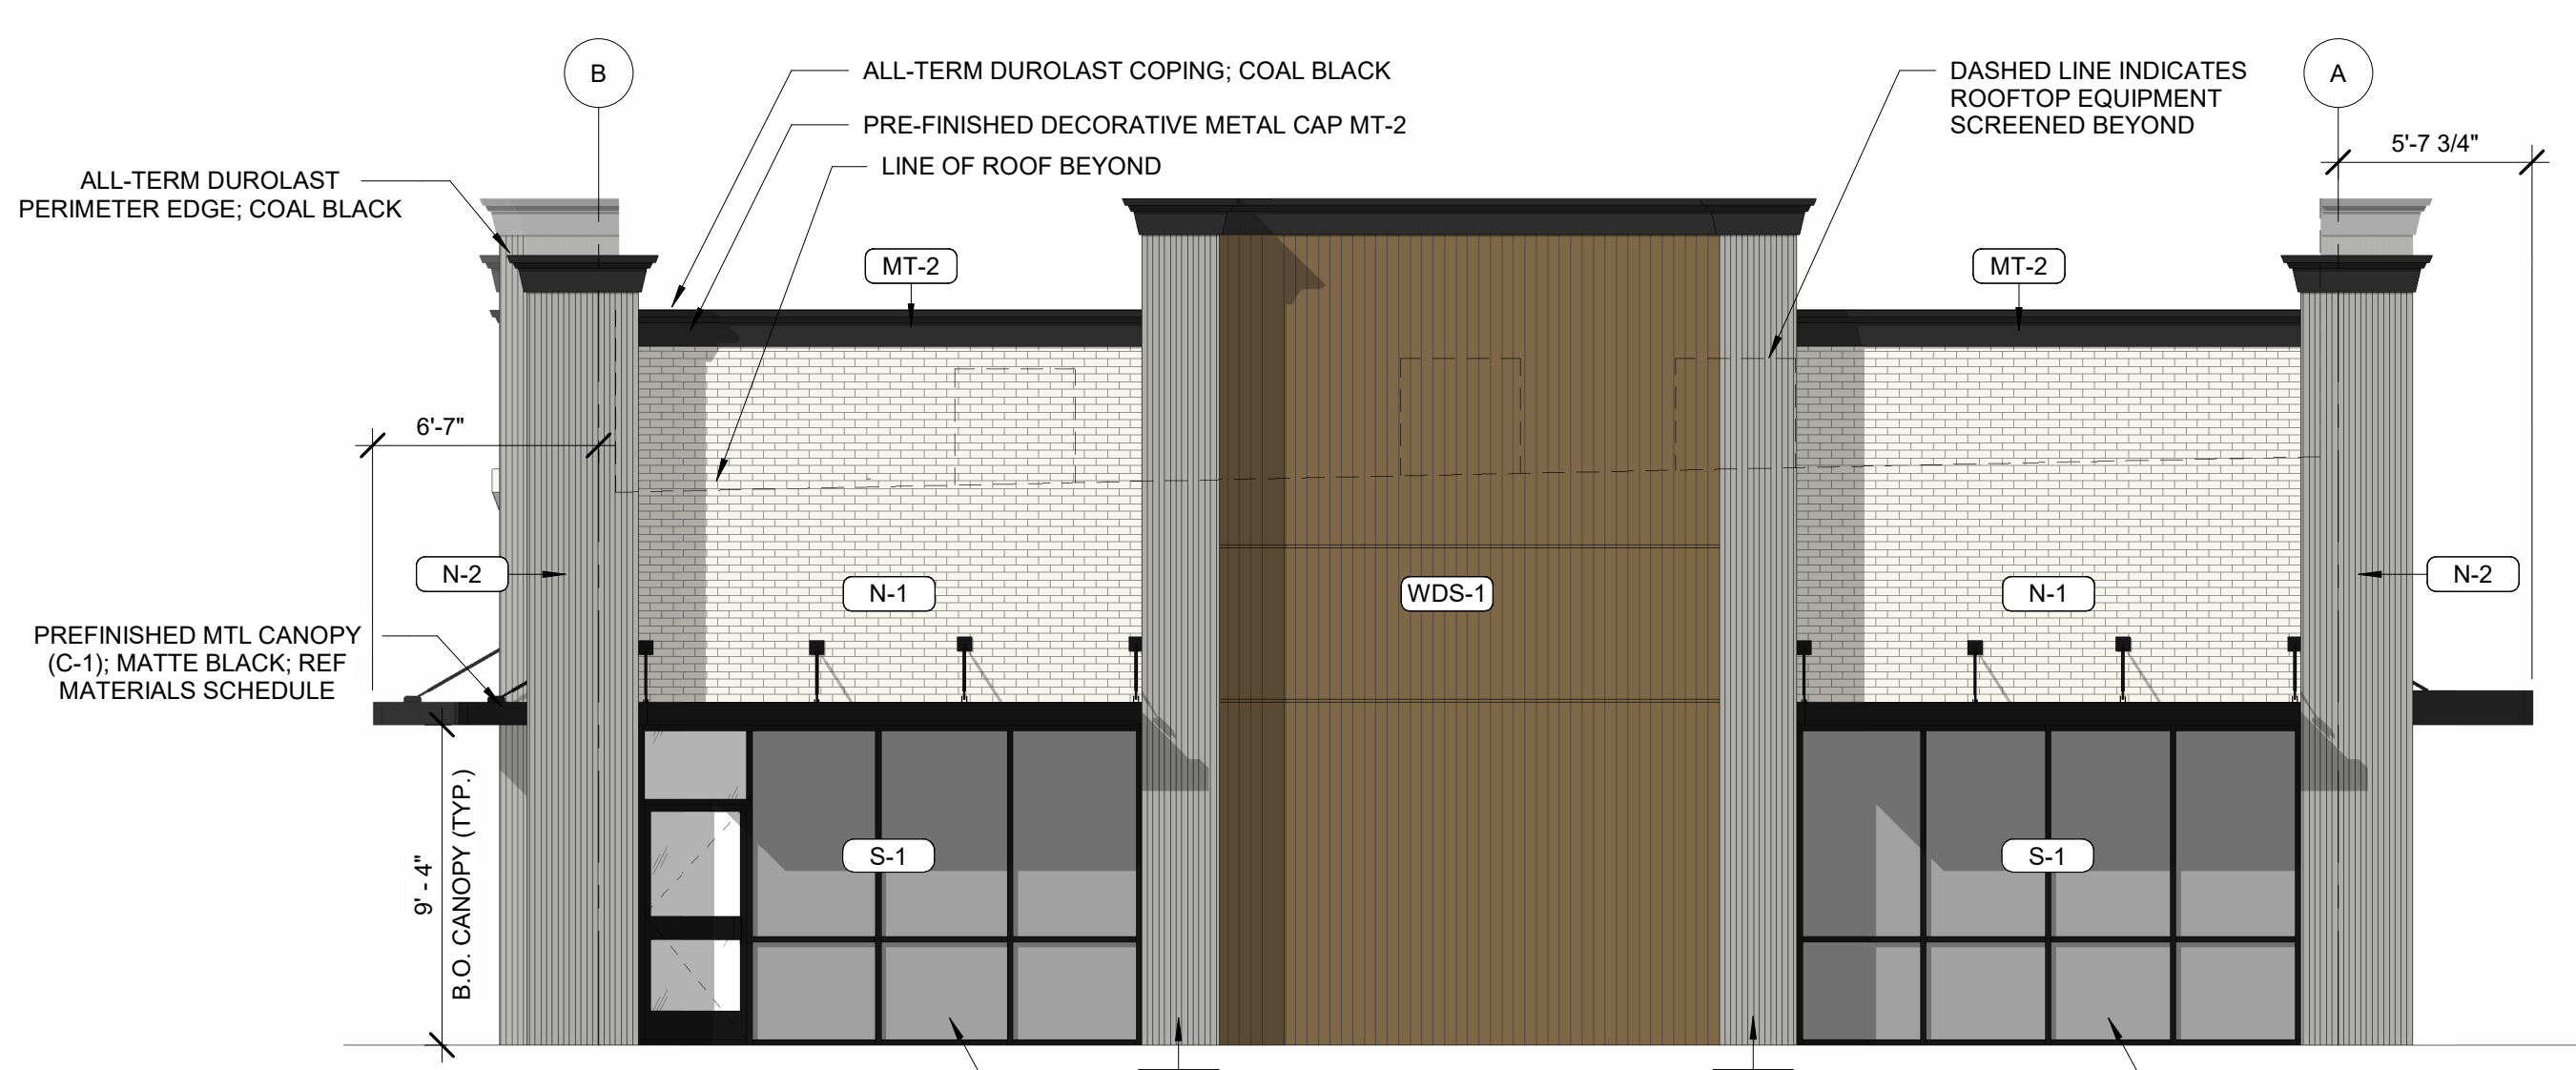 B
A
ALL-TERM DUROLAST COPING; COAL BLACK
PRE-FINISHED DECORATIVE METAL CAP MT-2
LINE OF ROOF BEYOND
DASHED LINE INDICATES
ROOFTOP EQUIPMENT
SCREENED BEYOND
5'-7 3/4"
ALL-TERM DUROLAST
PERIMETER EDGE; COAL BLACK
MT-2
MT-2
6'-7"
N-2
N-1
WDS-1
N-1
N-2
PREFINISHED MTL CANOPY
(C-1); MATTE BLACK; REF
MATERIALS SCHEDULE
9' - 4"
B.O. CANOPY (TYP.)
S-1
S-1